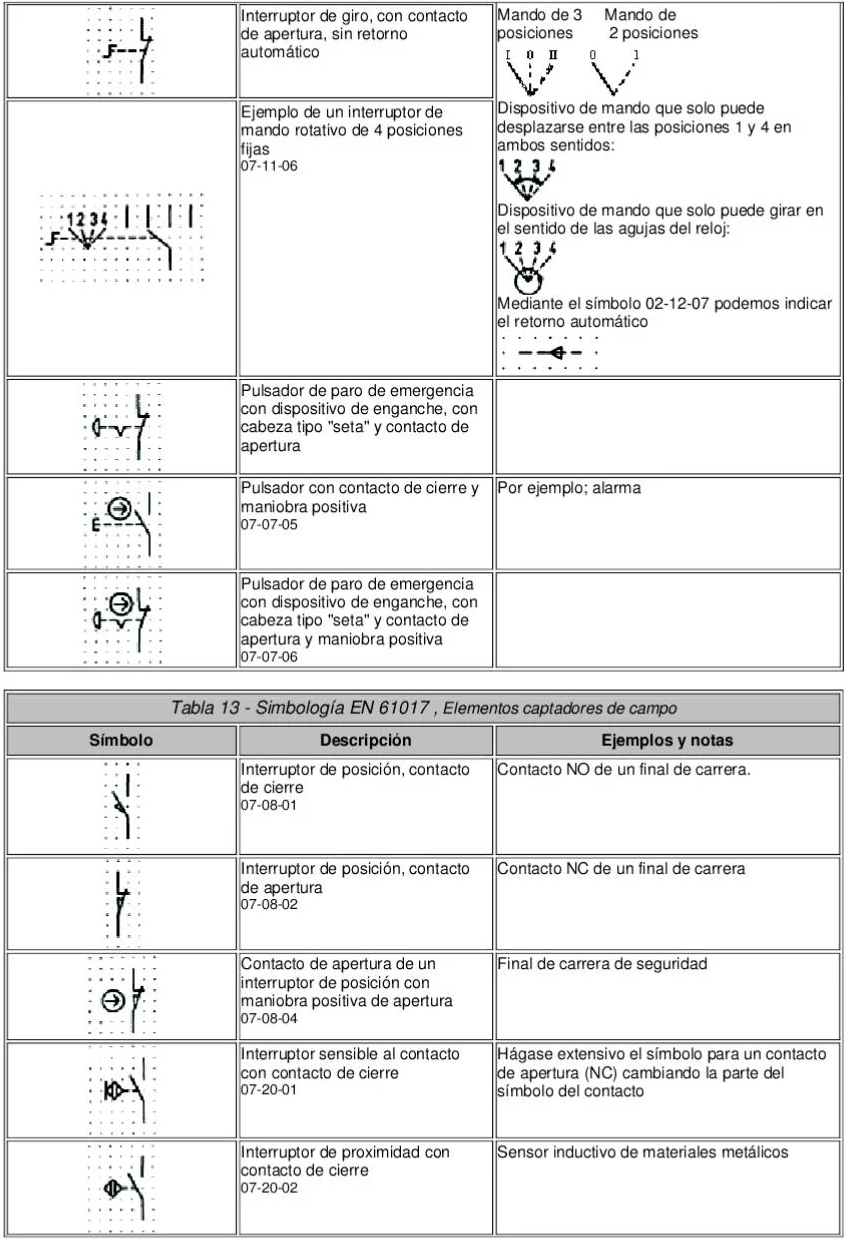 Interruptor de giro, con contacto
de apertura, sin retorno
automático
Mando de 3 Mando de
posiciones 2 posiciones
I 0 II 0 1
Ejemplo de un interruptor de
mando rotativo de 4 posiciones
fijas
07-11-06
1 2 3 4
Dispositivo de mando que solo puede
desplazarse entre las posiciones 1 y 4 en
ambos sentidos:
1 2 3 4
Dispositivo de mando que solo puede girar en
el sentido de las agujas del reloj:
1 2 3 4
Mediante el símbolo 02-12-07 podemos indicar
el retorno automático
Pulsador de paro de emergencia
con dispositivo de enganche, con
cabeza tipo "seta" y contacto de
apertura
Pulsador con contacto de cierre y
maniobra positiva
07-07-05
Por ejemplo; alarma
Pulsador de paro de emergencia
con dispositivo de enganche, con
cabeza tipo "seta" y contacto de
apertura y maniobra positiva
07-07-06
Tabla 13 - Simbología EN 61017 , Elementos captadores de campo
Símbolo Descripción Ejemplos y notas
Interruptor de posición, contacto
de cierre
07-08-01
Contacto NO de un final de carrera.
Interruptor de posición, contacto
de apertura
07-08-02
Contacto NC de un final de carrera
Contacto de apertura de un
interruptor de posición con
maniobra positiva de apertura
07-08-04
Final de carrera de seguridad
Interruptor sensible al contacto
con contacto de cierre
07-20-01
Hágase extensivo el símbolo para un contacto
de apertura (NC) cambiando la parte del
símbolo del contacto
Interruptor de proximidad con
contacto de cierre
07-20-02
Sensor inductivo de materiales metálicos